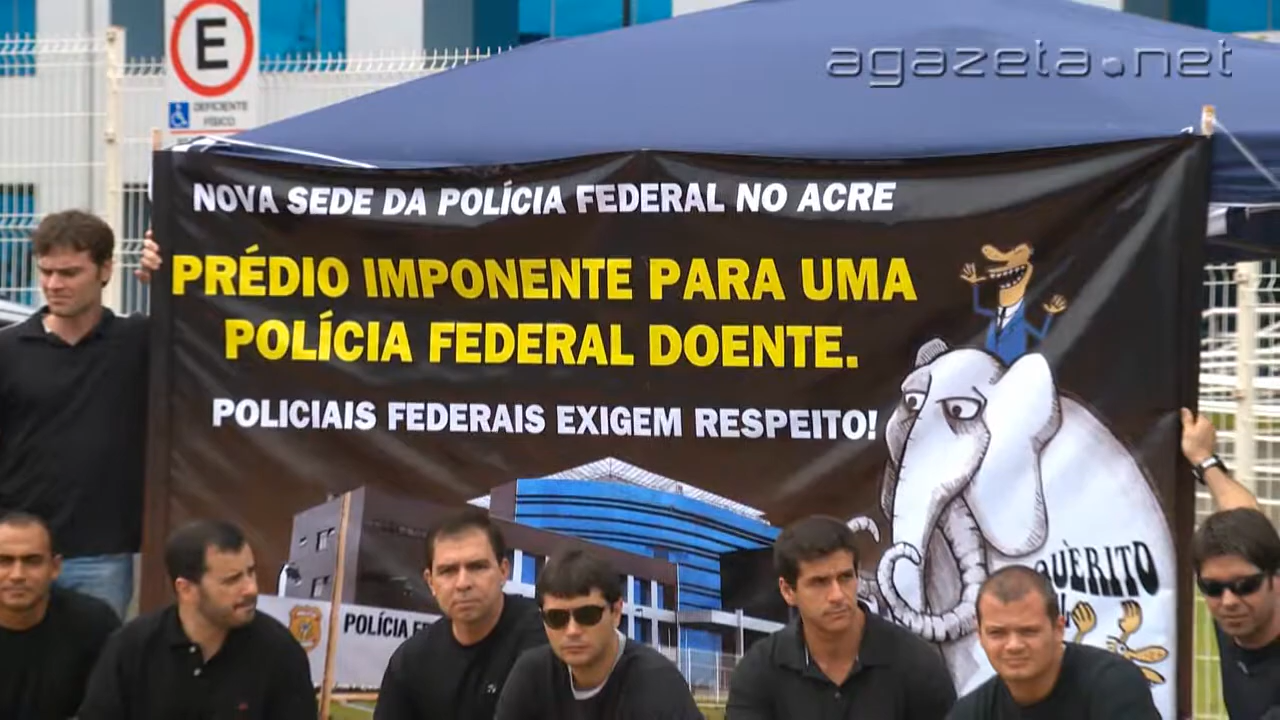 E
DEFICIENTE
FÍSICO
agazeta.net
NOVA SEDE DA POLÍCIA FEDERAL NO ACRE
PRÉDIO IMPONENTE PARA UMA
POLÍCIA FEDERAL DOENTE.
POLICIAIS FEDERAIS EXIGEM RESPEITO!
QUÈRITO
POLÍCIA